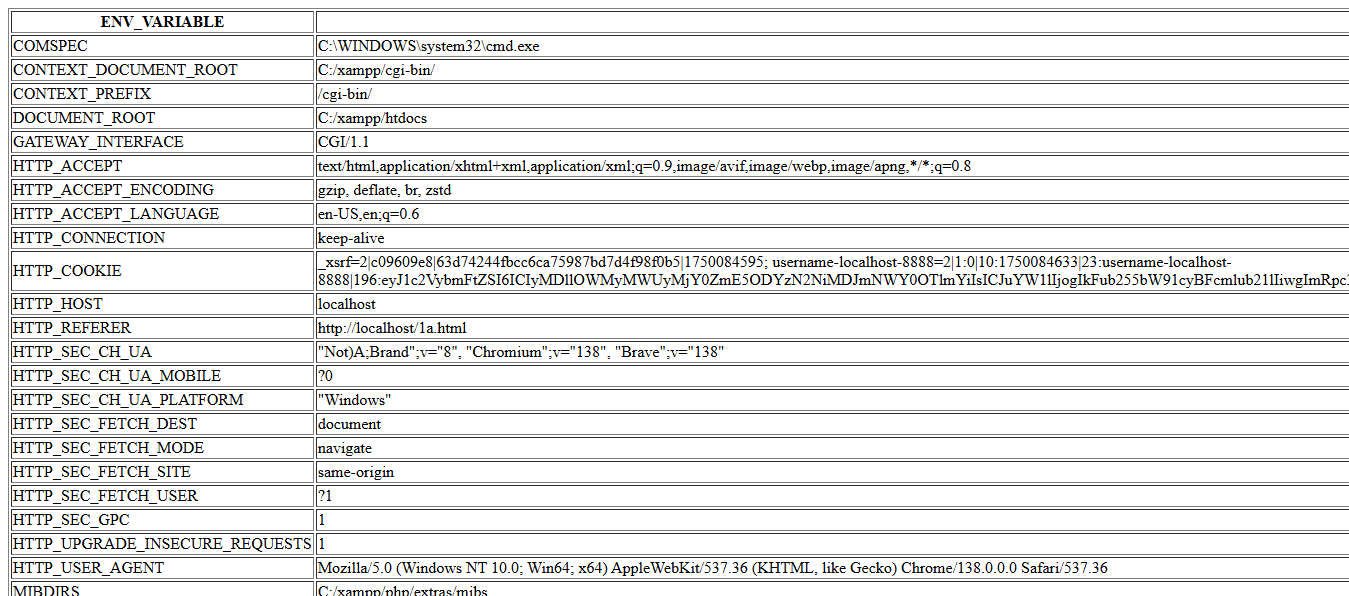 ENV_VARIABLE
COMSPEC C:\WINDOWS\system32\cmd.exe
CONTEXT_DOCUMENT_ROOT C:/xampp/cgi-bin/
CONTEXT_PREFIX /cgi-bin/
DOCUMENT_ROOT C:/xampp/htdocs
GATEWAY_INTERFACE CGI/1.1
HTTP_ACCEPT text/html,application/xhtml+xml,application/xml;q=0.9,image/avif,image/webp,image/apng,*/*;q=0.8
HTTP_ACCEPT_ENCODING gzip, deflate, br, zstd
HTTP_ACCEPT_LANGUAGE en-US,en;q=0.6
HTTP_CONNECTION keep-alive
HTTP_COOKIE _xsrf=2|c09609e8|63d74244fbcc6ca75987bd7d4f98f0b5|1750084595; username-localhost-8888=2|1:0|10:1750084633|23:username-localhost-
8888|196:eyJ1c2VybmFtZSI6ICIyMDllOWMyMWUyMjY0ZmE5ODYzN2NiMDJmNWY0OTlmYiIsICJuYW1lIjogIkFub255bW91cyBFcmlub21lIiwgImRpc3
HTTP_HOST localhost
HTTP_REFERER http://localhost/1a.html
HTTP_SEC_CH_UA "Not)A;Brand";v="8", "Chromium";v="138", "Brave";v="138"
HTTP_SEC_CH_UA_MOBILE ?0
HTTP_SEC_CH_UA_PLATFORM "Windows"
HTTP_SEC_FETCH_DEST document
HTTP_SEC_FETCH_MODE navigate
HTTP_SEC_FETCH_SITE same-origin
HTTP_SEC_FETCH_USER ?1
HTTP_SEC_GPC 1
HTTP_UPGRADE_INSECURE_REQUESTS 1
HTTP_USER_AGENT Mozilla/5.0 (Windows NT 10.0; Win64; x64) AppleWebKit/537.36 (KHTML, like Gecko) Chrome/138.0.0.0 Safari/537.36
MIBDIRS C:/xampp/php/extras/mibs